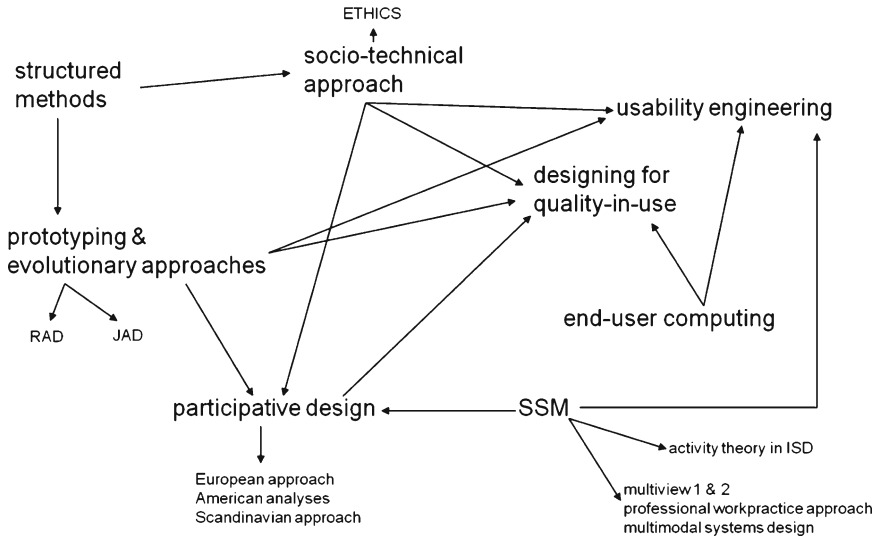 ETHICS
socio-technical
approach
structured
methods
usability engineering
designing for
quality-in-use
prototyping &
evolutionary approaches
end-user computing
RAD
JAD
participative design
SSM
activity theory in ISD
European approach
American analyses
Scandinavian approach
multiview 1 & 2
professional workpractice approach
multimodal systems design